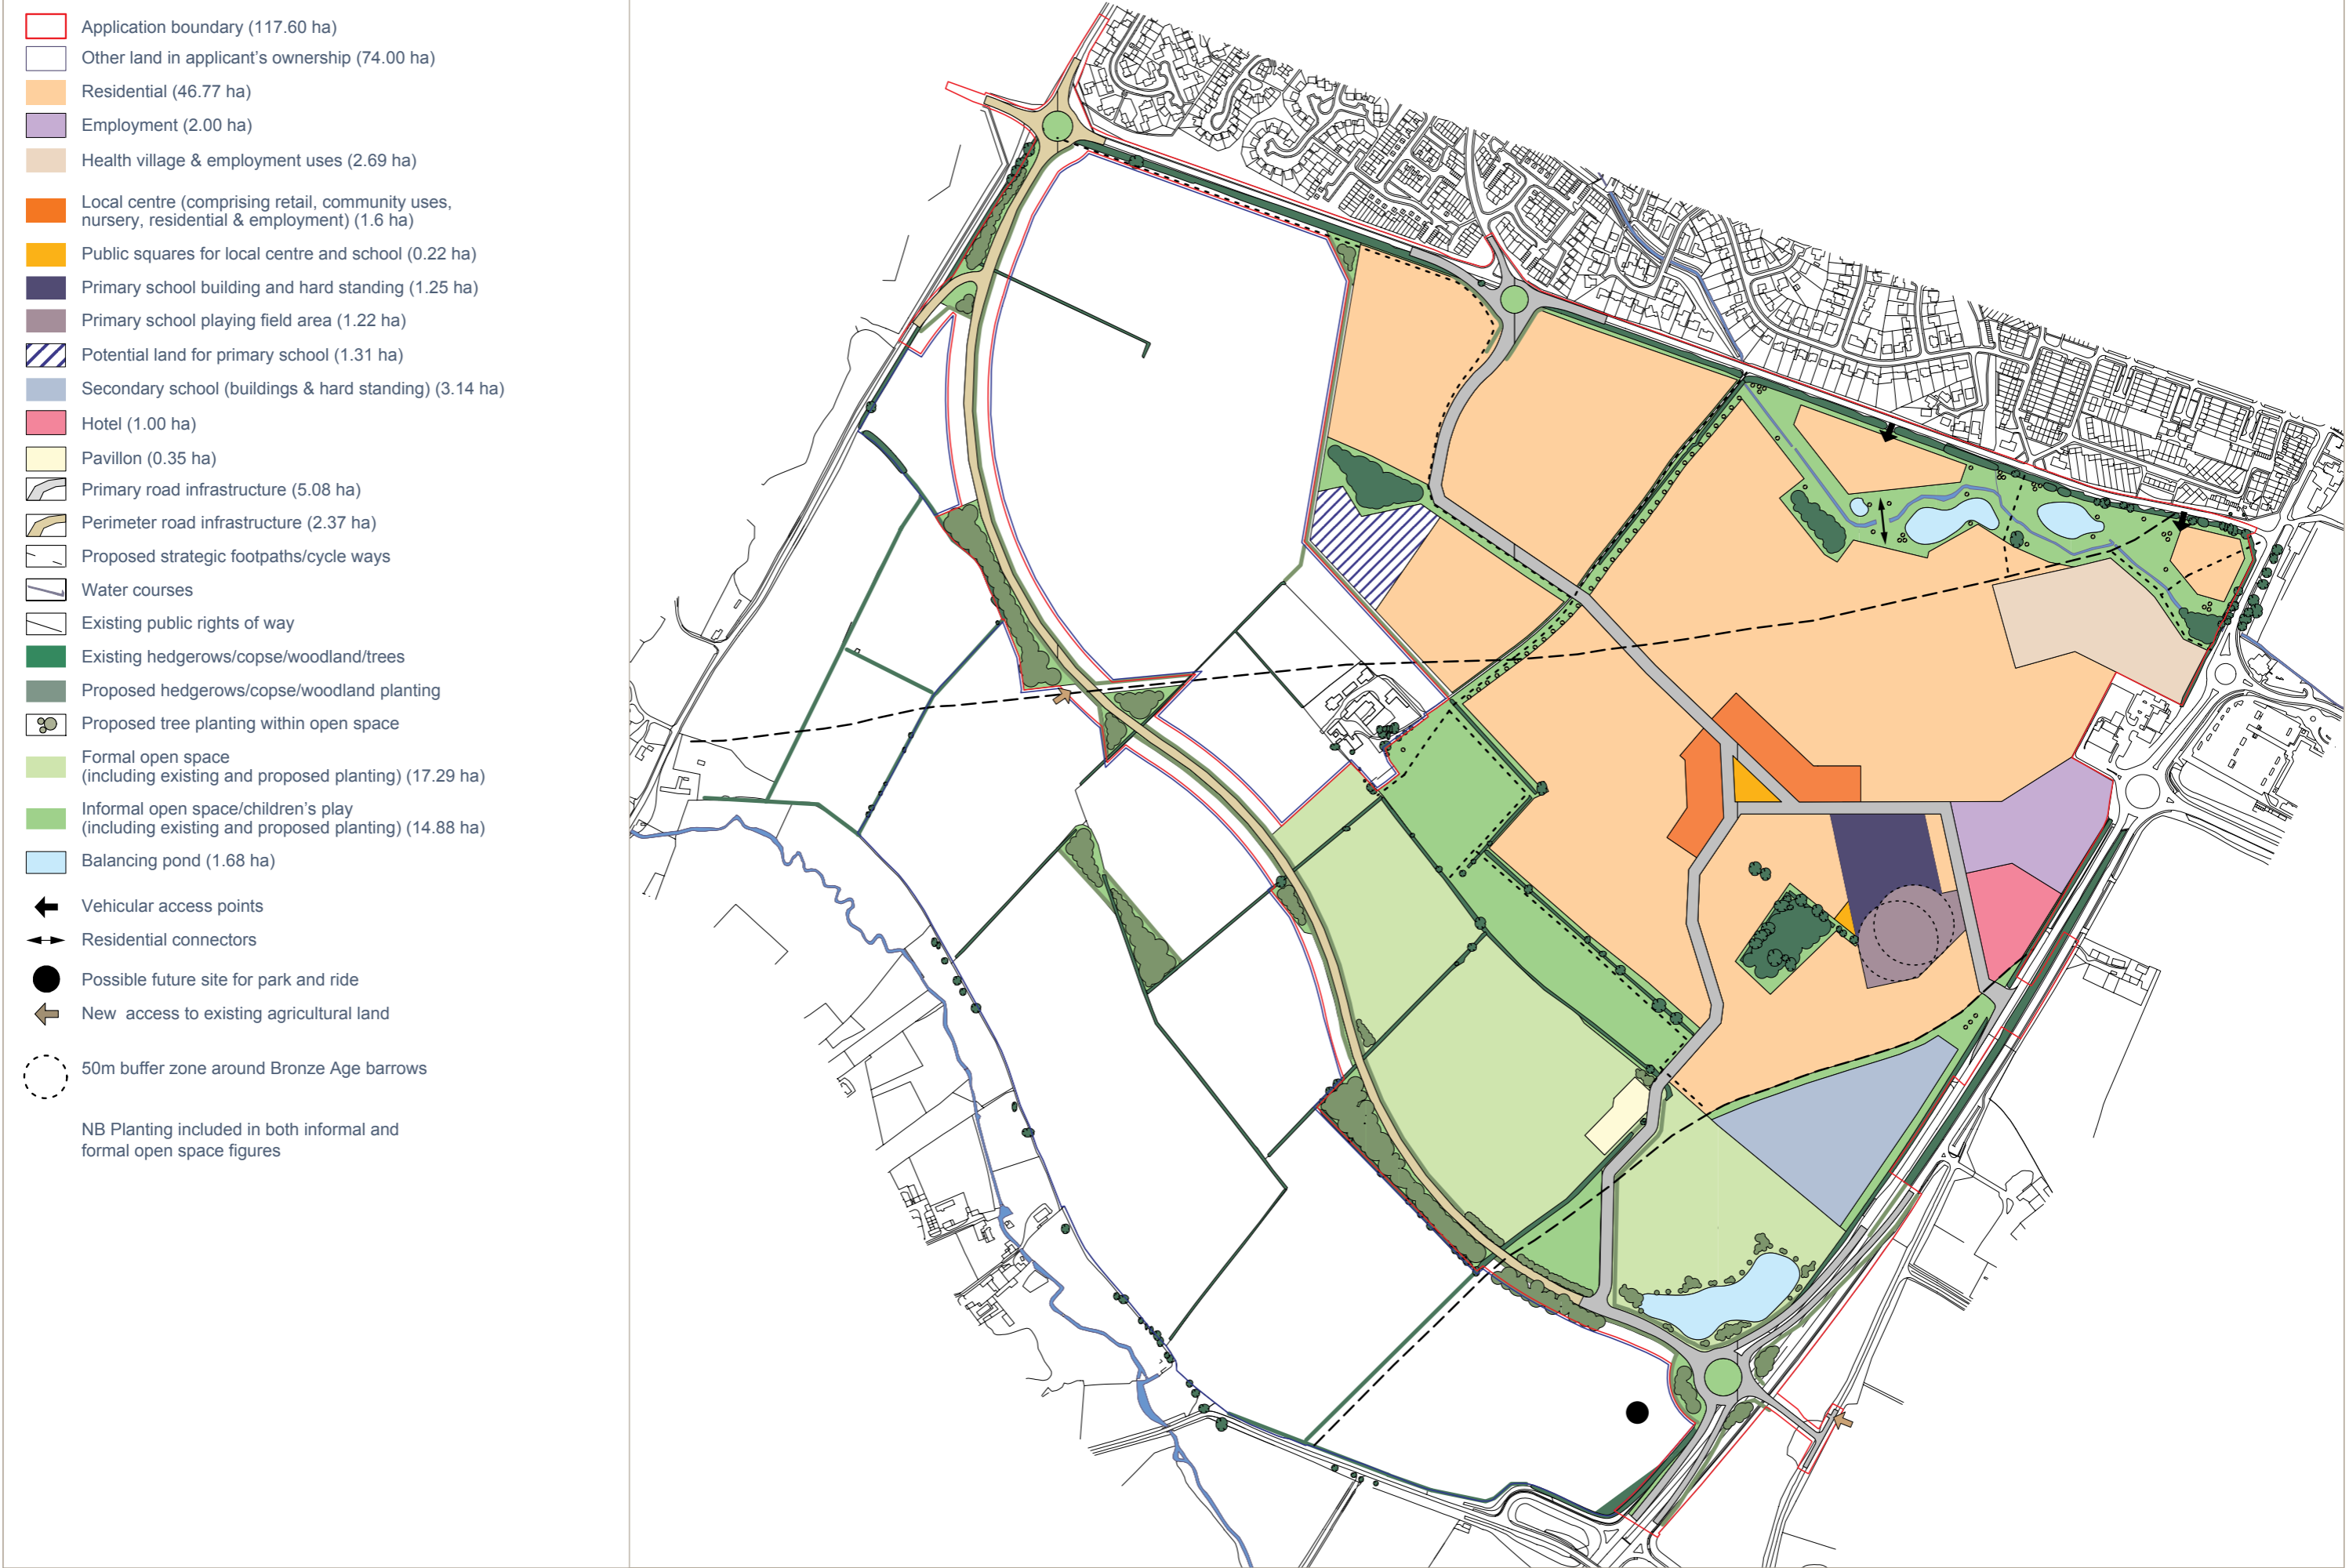 Application boundary (117.60 ha)
Other land in applicant's ownership (74.00 ha)
Residential (46.77 ha)
Employment (2.00 ha)
Health village & employment uses (2.69 ha)
Local centre (comprising retail, community uses,
nursery, residential & employment) (1.6 ha)
Public squares for local centre and school (0.22 ha)
Primary school building and hard standing (1.25 ha)
Primary school playing field area (1.22 ha)
Potential land for primary school (1.31 ha)
Secondary school (buildings & hard standing) (3.14 ha)
Hotel (1.00 ha)
Pavillon (0.35 ha)
Primary road infrastructure (5.08 ha)
Perimeter road infrastructure (2.37 ha)
Proposed strategic footpaths/cycle ways
Water courses
Existing public rights of way
Existing hedgerows/copse/woodland/trees
Proposed hedgerows/copse/woodland planting
Proposed tree planting within open space
Formal open space
(including existing and proposed planting) (17.29 ha)
Informal open space/children's play
(including existing and proposed planting) (14.88 ha)
Balancing pond (1.68 ha)
Vehicular access points
Residential connectors
Possible future site for park and ride
New access to existing agricultural land
50m buffer zone around Bronze Age barrows
NB Planting included in both informal and
formal open space figures